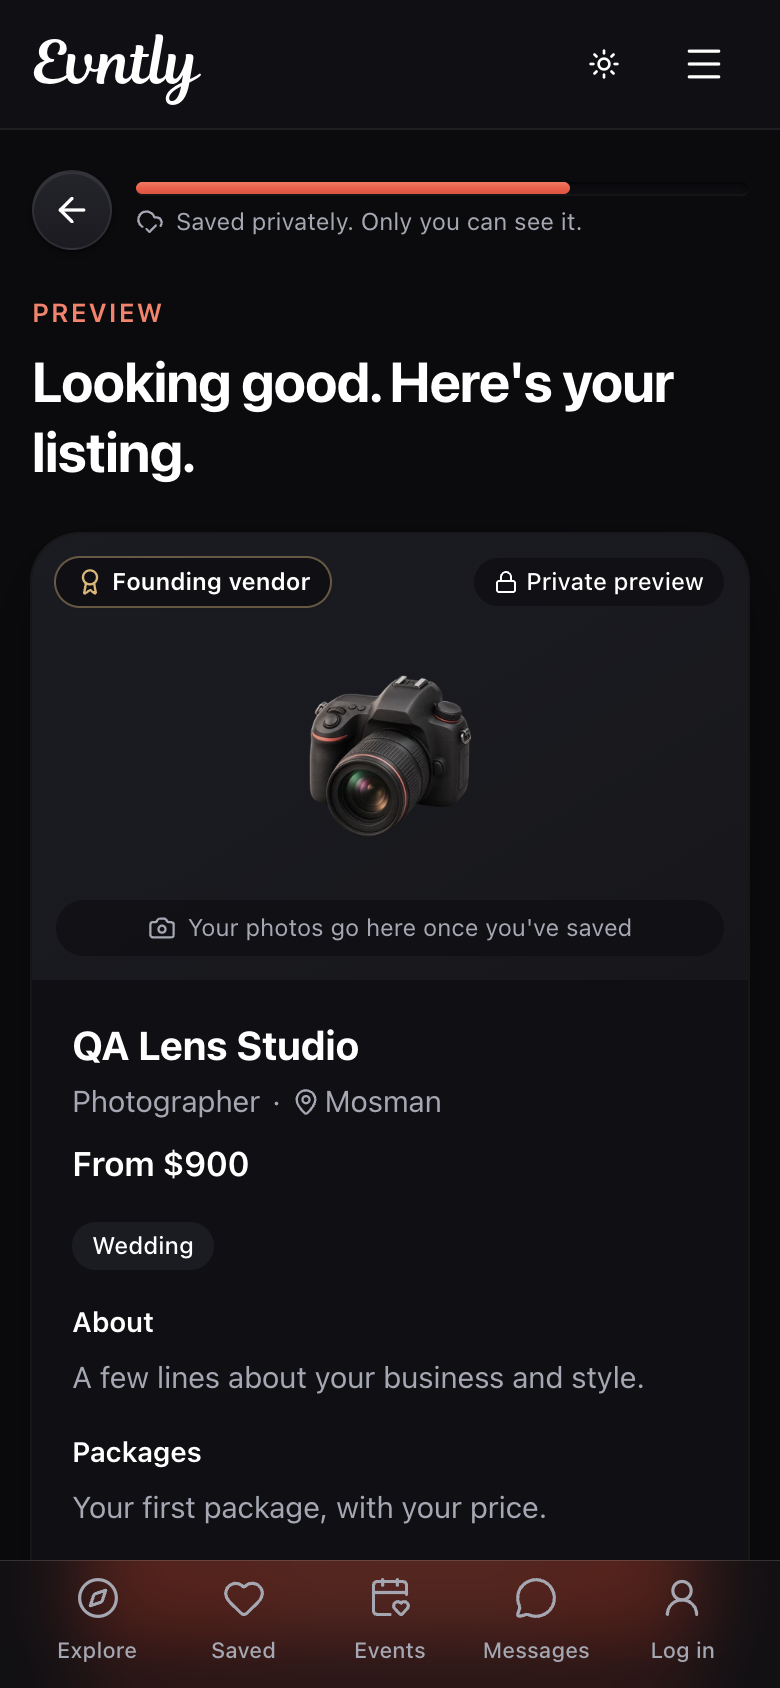 Evntly
Saved privately. Only you can see it.
PREVIEW
Looking good. Here's your
listing.
Founding vendor
Private preview
Your photos go here once you've saved
QA Lens Studio
Photographer · Mosman
From $900
Wedding
About
A few lines about your business and style.
Packages
Your first package, with your price.
Explore
Saved
Events
Messages
Log in